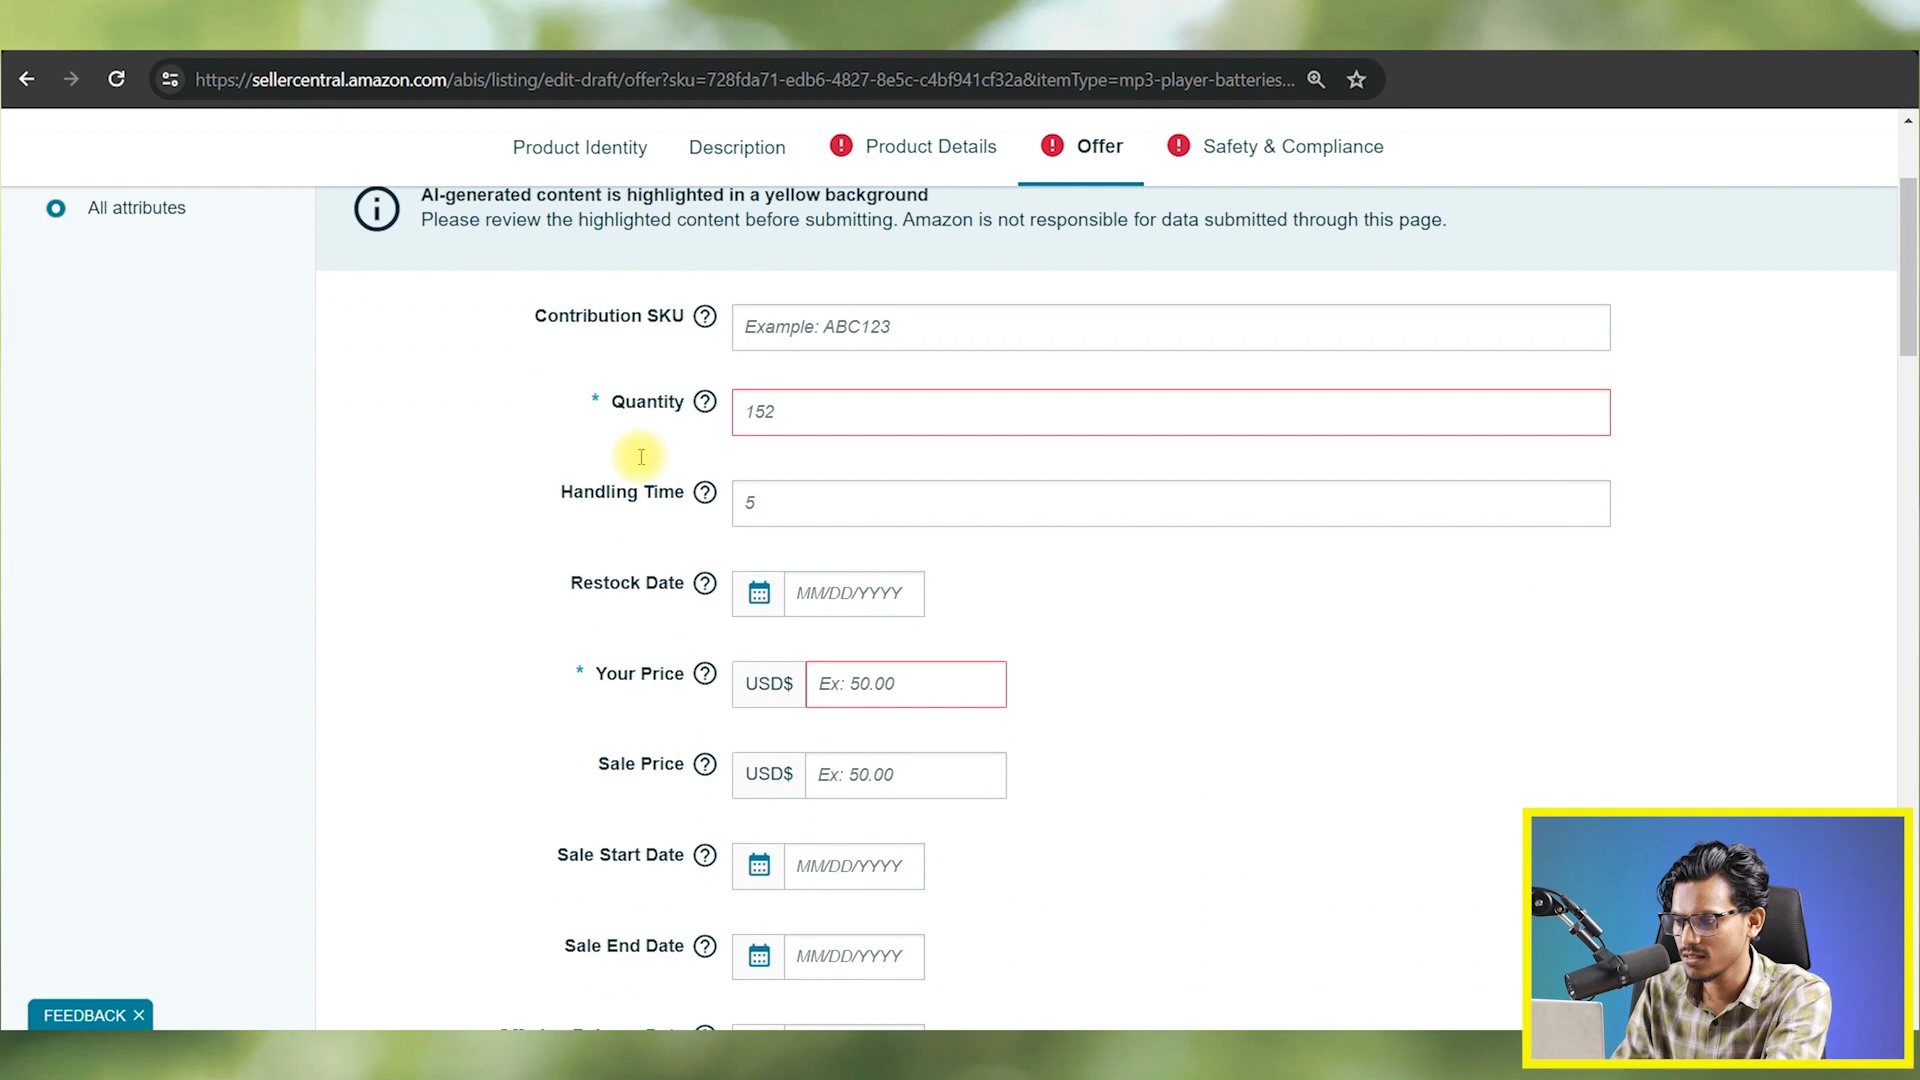 https://sellercentral.amazon.com/abis/listing/edit-draft/offer?sku=728fda71-edb6-4827-8e5c-c4bf941cf32a&itemType=mp3-player-batteries...
Product Identity
Description
! Product Details
! Offer
! Safety & Compliance
All attributes
AI-generated content is highlighted in a yellow background
Please review the highlighted content before submitting. Amazon is not responsible for data submitted through this page.
Contribution SKU ? Example: ABC123
* Quantity ? 152
Handling Time ? 5
Restock Date ? MM/DD/YYYY
* Your Price ? USD$ Ex: 50.00
Sale Price ? USD$ Ex: 50.00
Sale Start Date ? MM/DD/YYYY
Sale End Date ? MM/DD/YYYY
FEEDBACK ×